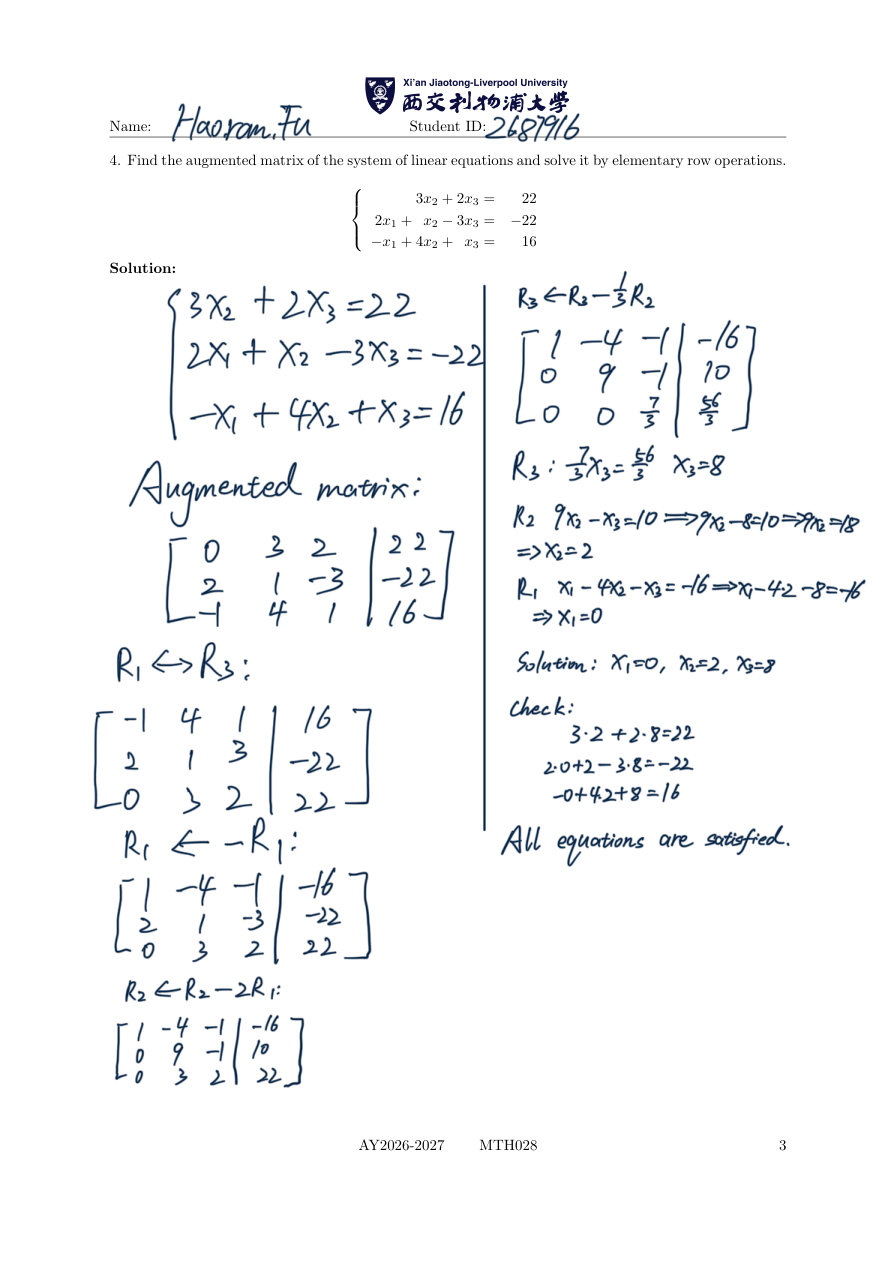 Xi'an Jiaotong-Liverpool University
西交利物浦大學
Name: Haoran.Fu Student ID: 2687916
4. Find the augmented matrix of the system of linear equations and solve it by elementary row operations.
3x₂ + 2x₃ = 22
2x₁ + x₂ − 3x₃ = −22
−x₁ + 4x₂ + x₃ = 16
Solution:
{3X₂ + 2X₃ = 22
2X₁ + X₂ − 3X₃ = −22
−X₁ + 4X₂ + X₃ = 16
Augmented matrix:
[0 3 2 | 22]
[2 1 −3 | −22]
[−1 4 1 | 16]
R₁ ↔ R₃:
[−1 4 1 | 16]
[2 1 3 | −22]
[0 3 2 | 22]
R₁ ← −R₁:
[1 −4 −1 | −16]
[2 1 −3 | −22]
[0 3 2 | 22]
R₂ ← R₂ − 2R₁:
[1 −4 −1 | −16]
[0 9 −1 | 10]
[0 3 2 | 22]
R₃ ← R₃ − 1/3 R₂
[1 −4 −1 | −16]
[0 9 −1 | 10]
[0 0 7/3 | 56/3]
R₃ : 7/3 X₃ = 56/3 X₃=8
R₂ 9x₂ − x₃ = 10 ⟹ 9x₂ − 8 = 10 ⟹ 9x₂ = 18
⟹ X₂ = 2
R₁ x₁ − 4x₂ − x₃ = −16 ⟹ x₁ − 4·2 − 8 = −16
⟹ X₁ = 0
Solution: X₁=0, X₂=2, X₃=8
Check:
3·2 + 2·8 = 22
2·0+2 − 3·8 = −22
−0+4·2+8 = 16
All equations are satisfied.
AY2026-2027 MTH028 3